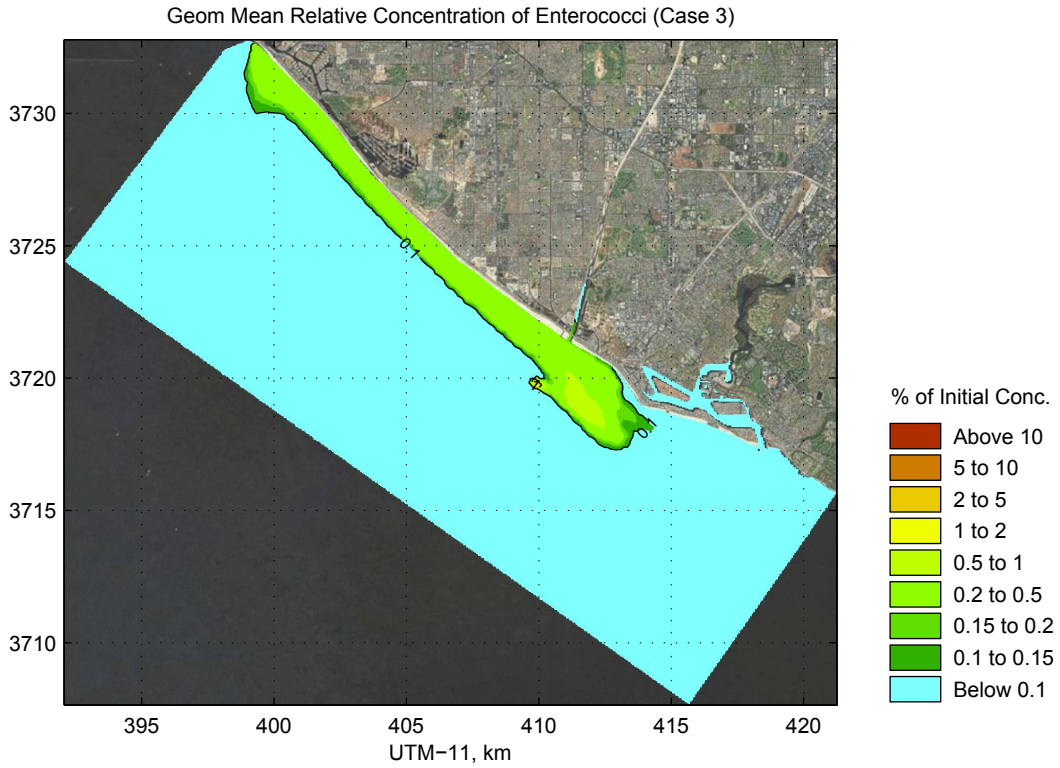 Geom Mean Relative Concentration of Enterococci (Case 3)
3730
3725
3720
3715
3710
0.1
0.1
395
400
405
410
415
420
UTM−11, km
% of Initial Conc.
Above 10
5 to 10
2 to 5
1 to 2
0.5 to 1
0.2 to 0.5
0.15 to 0.2
0.1 to 0.15
Below 0.1